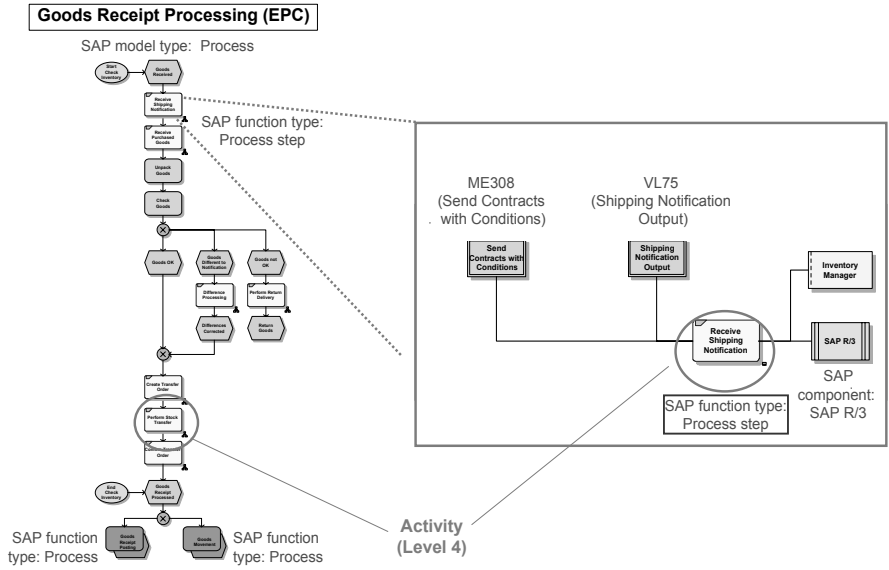 Goods Receipt Processing (EPC)
SAP model type: Process
Start
Check
Inventory
Goods
Received
Receive
Shipping
Notification
SAP function type:
Process step
Receive
Purchased
Goods
Unpack
Goods
Check
Goods
Goods OK
Goods
Different to
Notification
Goods not
OK
Difference
Processing
Perform Return
Delivery
Differences
Corrected
Return
Goods
Create Transfer
Order
Perform Stock
Transfer
Order
End
Check
Inventory
Goods
Receipt
Processed
SAP function
type: Process
Goods
Receipt
Posting
Goods
Movement
SAP function
type: Process
ME308
(Send Contracts
with Conditions)
VL75
(Shipping Notification
Output)
Send
Contracts with
Conditions
Shipping
Notification
Output
Inventory
Manager
Receive
Shipping
Notification
SAP R/3
SAP
component:
SAP R/3
SAP function type:
Process step
Activity
(Level 4)